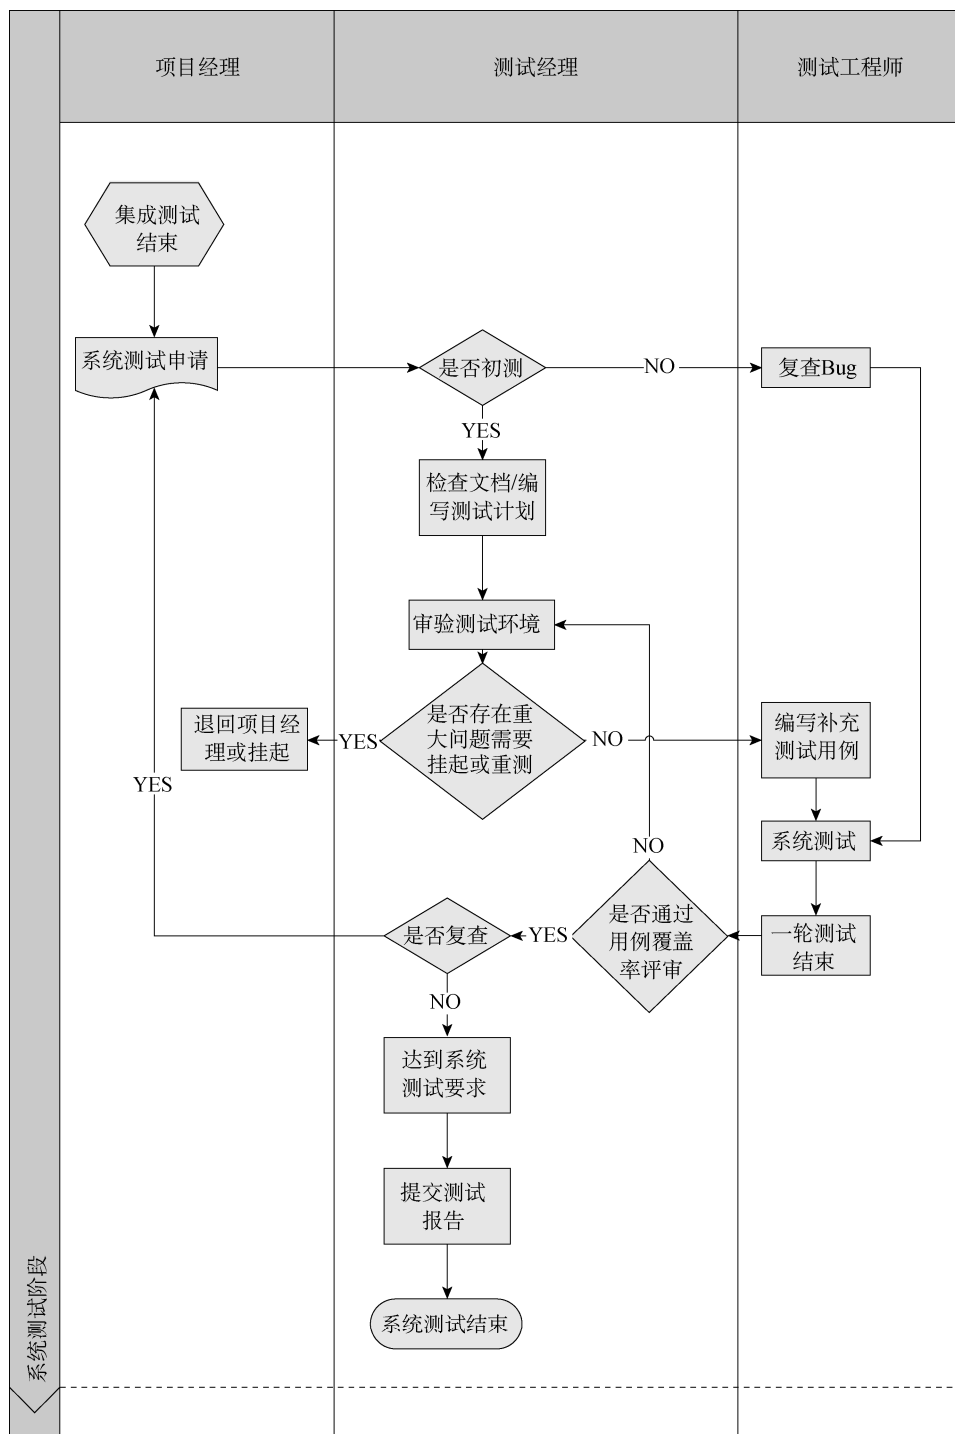 项目经理
测试经理
测试工程师
集成测试
结束
系统测试申请
是否初测
NO
复查Bug
YES
检查文档/编
写测试计划
审验测试环境
是否存在重
大问题需要
挂起或重测
YES
退回项目经
理或挂起
NO
编写补充
测试用例
YES
系统测试
NO
是否通过
用例覆盖
率评审
一轮测试
结束
YES
是否复查
NO
达到系统
测试要求
提交测试
报告
系统测试结束
系统测试阶段